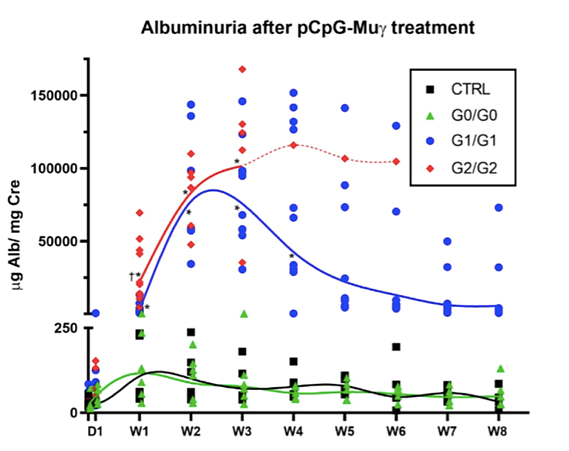 Albuminuria after pCpG-Muγ treatment
150000
100000
50000
250
0
μg Alb/ mg Cre
CTRL
G0/G0
G1/G1
G2/G2
†*
*
*
*
*
*
*
D1 W1 W2 W3 W4 W5 W6 W7 W8